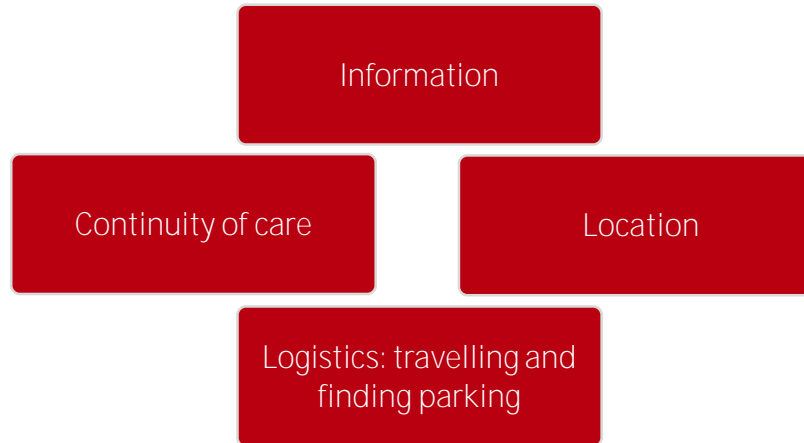 Information
Continuity of care
Location
Logistics: travelling and
finding parking